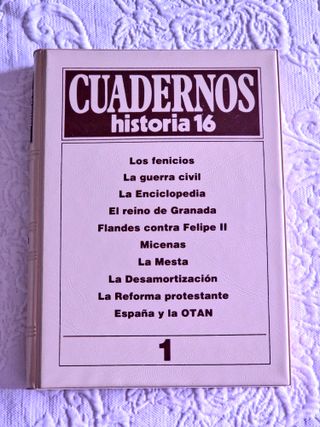 CUADERNOS
historia 16
Los fenicios
La guerra civil
La Enciclopedia
El reino de Granada
Flandes contra Felipe II
Micenas
La Mesta
La Desamortización
La Reforma protestante
España y la OTAN
1